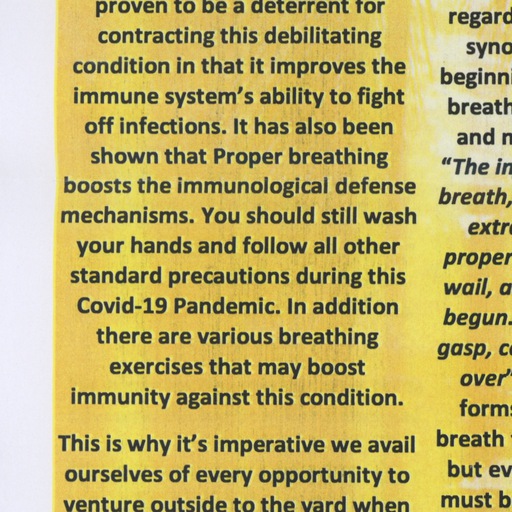 proven to be a deterrent for
contracting this debilitating
condition in that it improves the
immune system's ability to fight
off infections. It has also been
shown that Proper breathing
boosts the immunological defense
mechanisms. You should still wash
your hands and follow all other
standard precautions during this
Covid-19 Pandemic. In addition
there are various breathing
exercises that may boost
immunity against this condition.
This is why it's imperative we avail
ourselves of every opportunity to
venture outside to the yard when
regard
syno
beginni
breath
and
"The in
breath,
extr
proper
wail, a
begun.
gasp, c
over"
forms
breath
but ev
must b